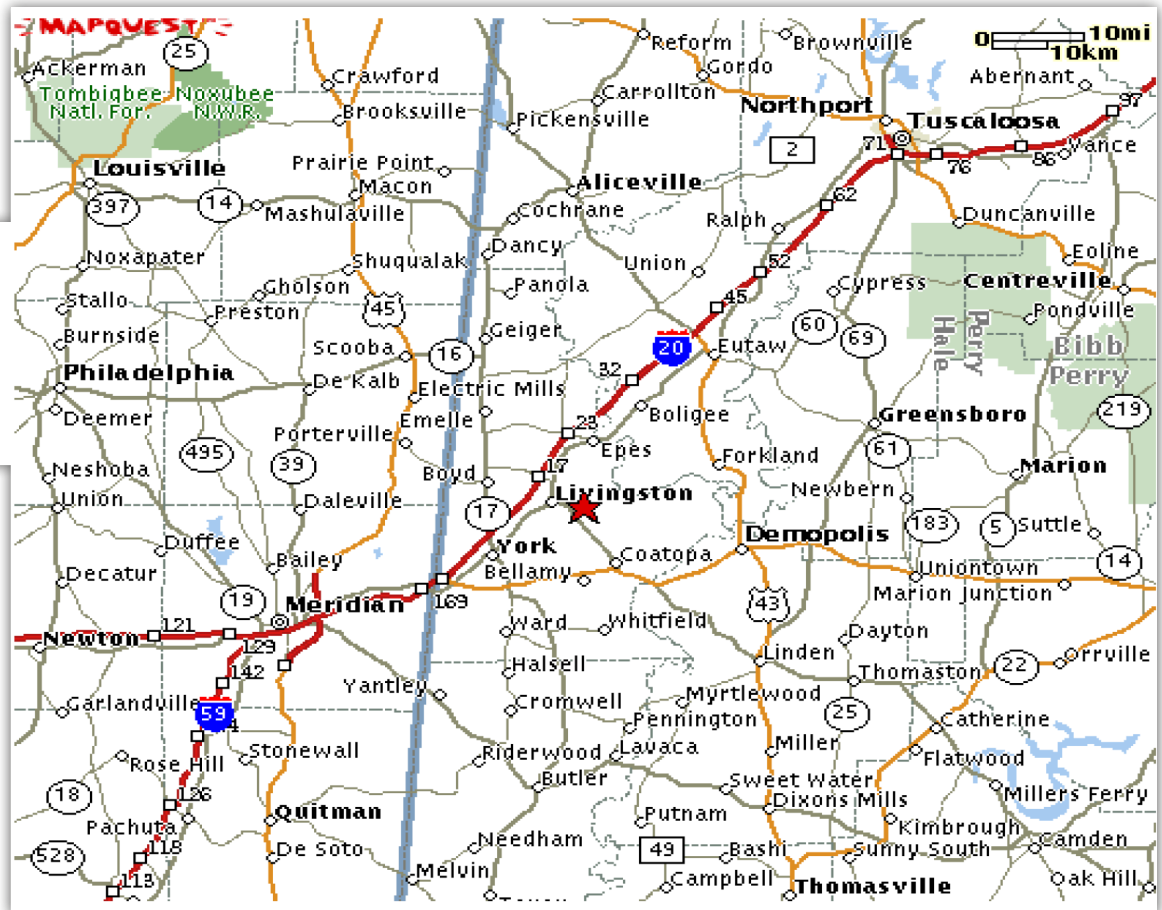 MAPQUEST
0 10mi
10km
25
Reform
Brownville
Ackerman
Crawford
Gordo
Abernant
Tombigbee
Natl. For.
Noxubee
N.W.R.
Carrollton
97
Brooksville
Pickensville
Northport
Tuscaloosa
2
71
Vance
86
76
Louisville
Prairie Point
Macon
Aliceville
397
14
Mashulaville
Cochrane
62
Ralph
Duncanville
Dancy
Eoline
Noxapater
Shuqualak
Union
52
Centreville
Stallo
Gholson
Panola
Cypress
45
Preston
45
Pondville
Burnside
Geiger
60
69
Perry
Hale
Scooba
16
20
Eutaw
Bibb
Perry
Philadelphia
De Kalb
32
Electric Mills
Boligee
Deemer
Emelle
Greensboro
219
Porterville
23
Epes
495
39
61
Neshoba
Boyd
17
Forkland
Marion
Union
Daleville
Livingston
Newbern
17
183
5
Suttle
Duffee
York
Demopolis
Bailey
Coatopa
14
Decatur
Bellamy
Uniontown
19
Meridian
169
43
Marion Junction
121
Ward
Whitfield
Dayton
Newton
129
Linden
22
Orrville
142
Halsell
Thomaston
Yantley
Cromwell
Myrtlewood
Garlandville
59
4
25
Pennington
Catherine
Stonewall
Riderwood
Lavaca
Miller
Flatwood
Rose Hill
Butler
Sweet Water
18
126
Dixons Mills
Millers Ferry
Quitman
Putnam
Pachuta
Kimbrough
Needham
Camden
528
118
De Soto
49
Bashi
Sunny South
Melvin
Campbell
Oak Hill
113
Thomasville